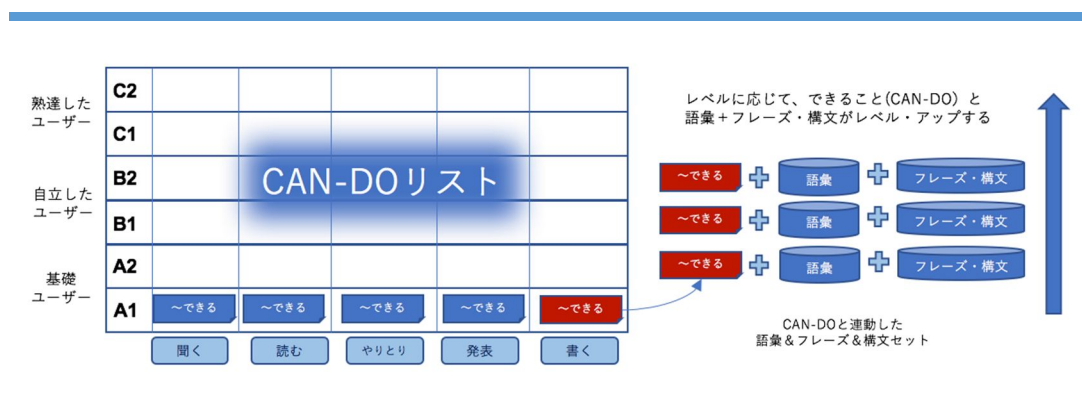 熟達した
ユーザー
自立した
ユーザー
基礎
ユーザー
C2
C1
B2
B1
A2
A1
CAN-DOリスト
〜できる
〜できる
〜できる
〜できる
〜できる
聞く
読む
やりとり
発表
書く
レベルに応じて、できること(CAN-DO）と
語彙＋フレーズ・構文がレベル・アップする
〜できる
語彙
フレーズ・構文
〜できる
語彙
フレーズ・構文
〜できる
語彙
フレーズ・構文
CAN-DOと連動した
語彙＆フレーズ＆構文セット